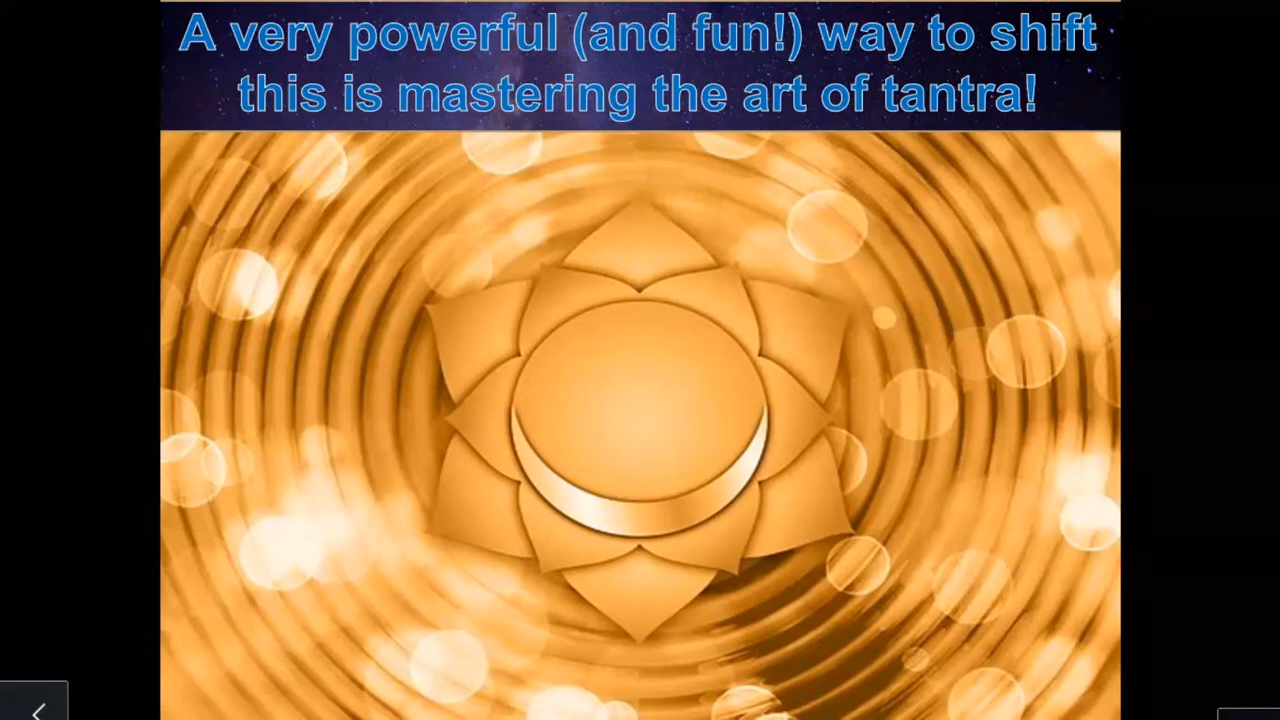 A very powerful (and fun!) way to shift
this is mastering the art of tantra!